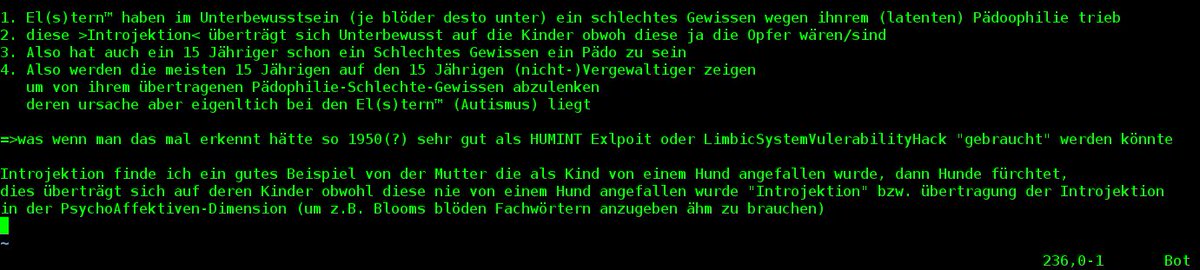 1. El(s)tern™ haben im Unterbewusstsein (je blöder desto unter) ein schlechtes Gewissen wegen ihnrem (latenten) Pädoophilie trieb
2. diese >Introjektion< überträgt sich Unterbewusst auf die Kinder obwoh diese ja die Opfer wären/sind
3. Also hat auch ein 15 Jähriger schon ein Schlechtes Gewissen ein Pädo zu sein
4. Also werden die meisten 15 Jährigen auf den 15 Jährigen (nicht-)Vergewaltiger zeigen
um von ihrem übertragenen Pädophilie-Schlechte-Gewissen abzulenken
deren ursache aber eigenltich bei den El(s)tern™ (Autismus) liegt
=>was wenn man das mal erkennt hätte so 1950(?) sehr gut als HUMINT Exlpoit oder LimbicSystemVulerabilityHack "gebraucht" werden könnte
Introjektion finde ich ein gutes Beispiel von der Mutter die als Kind von einem Hund angefallen wurde, dann Hunde fürchtet,
dies überträgt sich auf deren Kinder obwohl diese nie von einem Hund angefallen wurde "Introjektion" bzw. übertragung der Introjektion
in der PsychoAffektiven-Dimension (um z.B. Blooms blöden Fachwörtern anzugeben ähm zu brauchen)
~
236,0-1 Bot